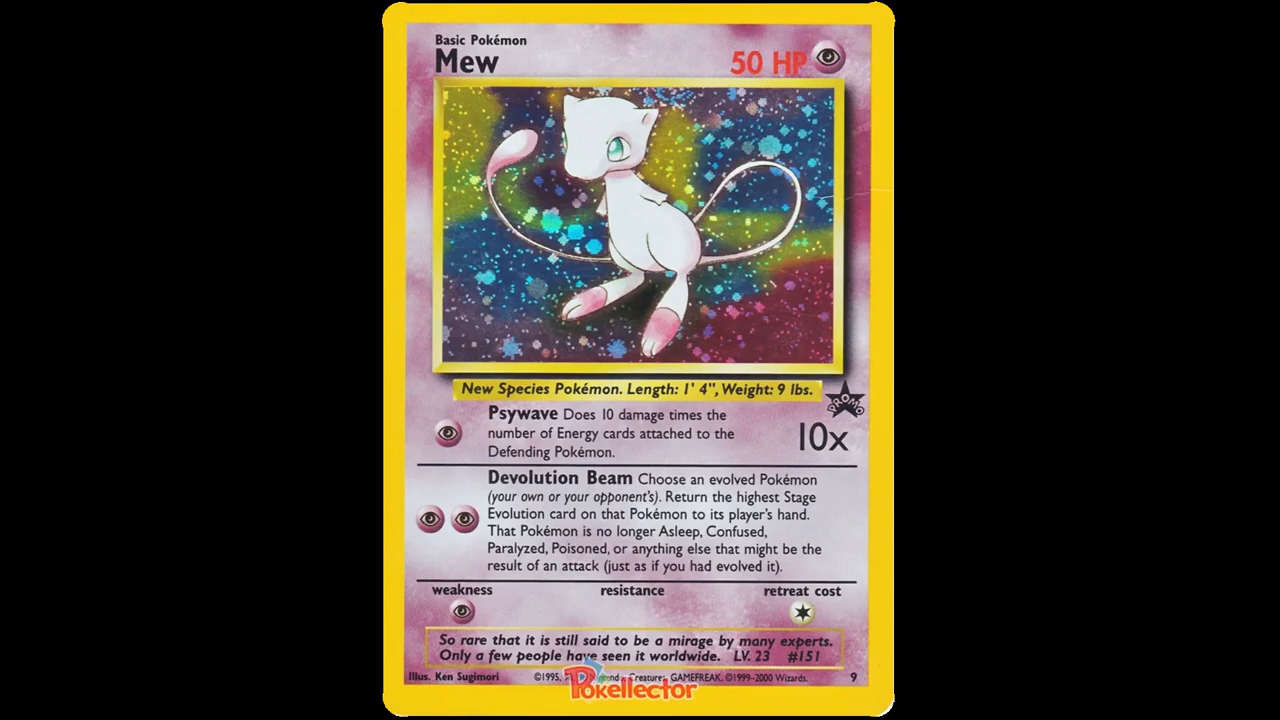 Basic Pokémon
Mew
50 HP
New Species Pokémon. Length: 1' 4", Weight: 9 lbs.
PROMO
Psywave Does 10 damage times the
number of Energy cards attached to the
Defending Pokémon.
10x
Devolution Beam Choose an evolved Pokémon
(your own or your opponent's). Return the highest Stage
Evolution card on that Pokémon to its player's hand.
That Pokémon is no longer Asleep, Confused,
Paralyzed, Poisoned, or anything else that might be the
result of an attack (just as if you had evolved it).
weakness resistance retreat cost
So rare that it is still said to be a mirage by many experts.
Only a few people have seen it worldwide. LV. 23 #151
Illus. Ken Sugimori ©1995, Nintendo, Creatures, GAMEFREAK. ©1999–2000 Wizards. 9
Pokellector